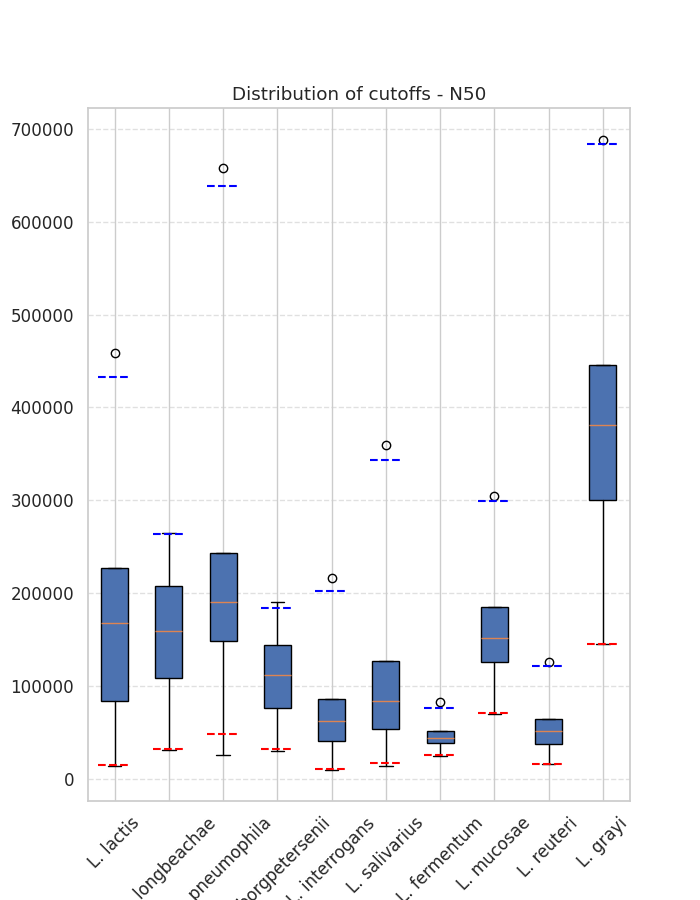 Distribution of cutoffs - N50
700000
600000
500000
400000
300000
200000
100000
0
L. lactis
longbeachae
pneumophila
borgpetersenii
L. interrogans
L. salivarius
L. fermentum
L. mucosae
L. reuteri
L. grayi